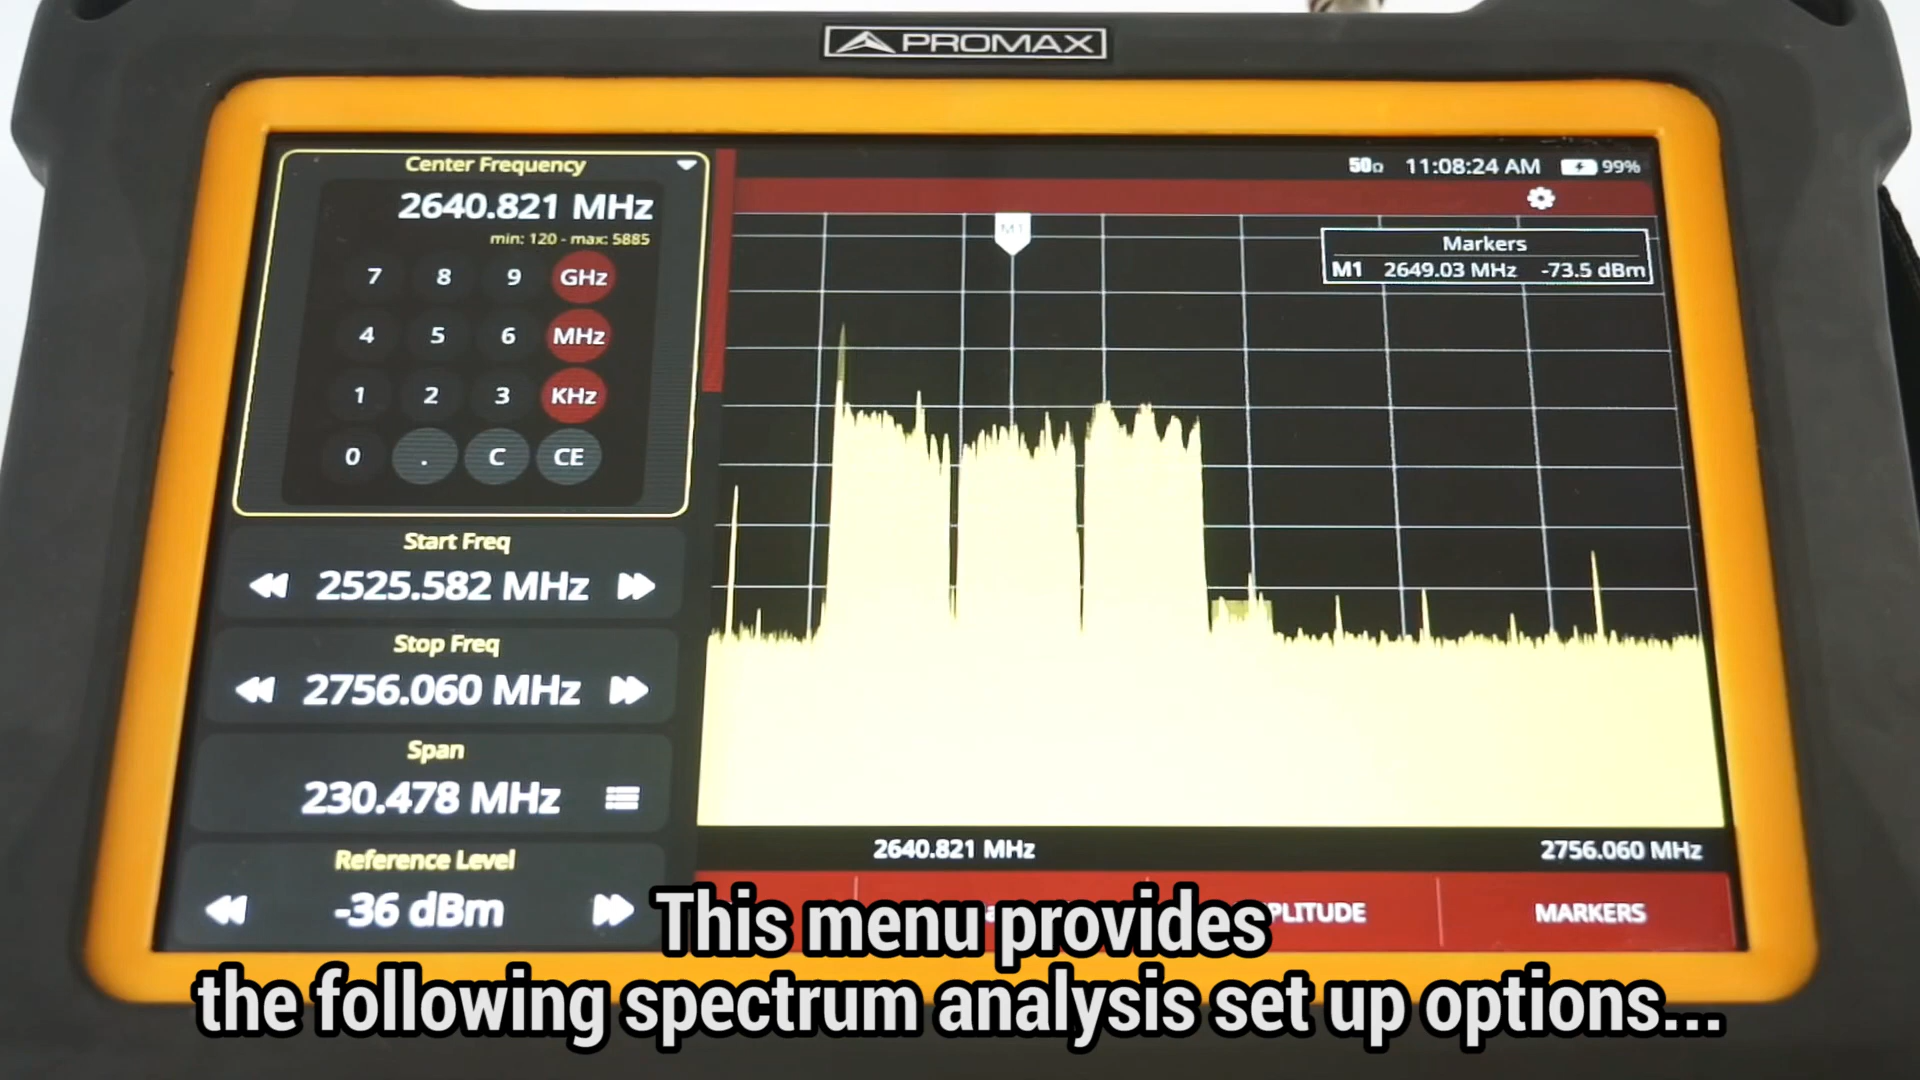 PROMAX
Center Frequency
2640.821 MHz
min: 120 - max: 5885
7 8 9 GHz
4 5 6 MHz
1 2 3 KHz
0 . C CE
Start Freq
2525.582 MHz
Stop Freq
2756.060 MHz
Span
230.478 MHz
Reference Level
-36 dBm
50Ω 11:08:24 AM 99%
M1
Markers
M1 2649.03 MHz -73.5 dBm
2640.821 MHz 2756.060 MHz
PLITUDE MARKERS
This menu provides
the following spectrum analysis set up options...